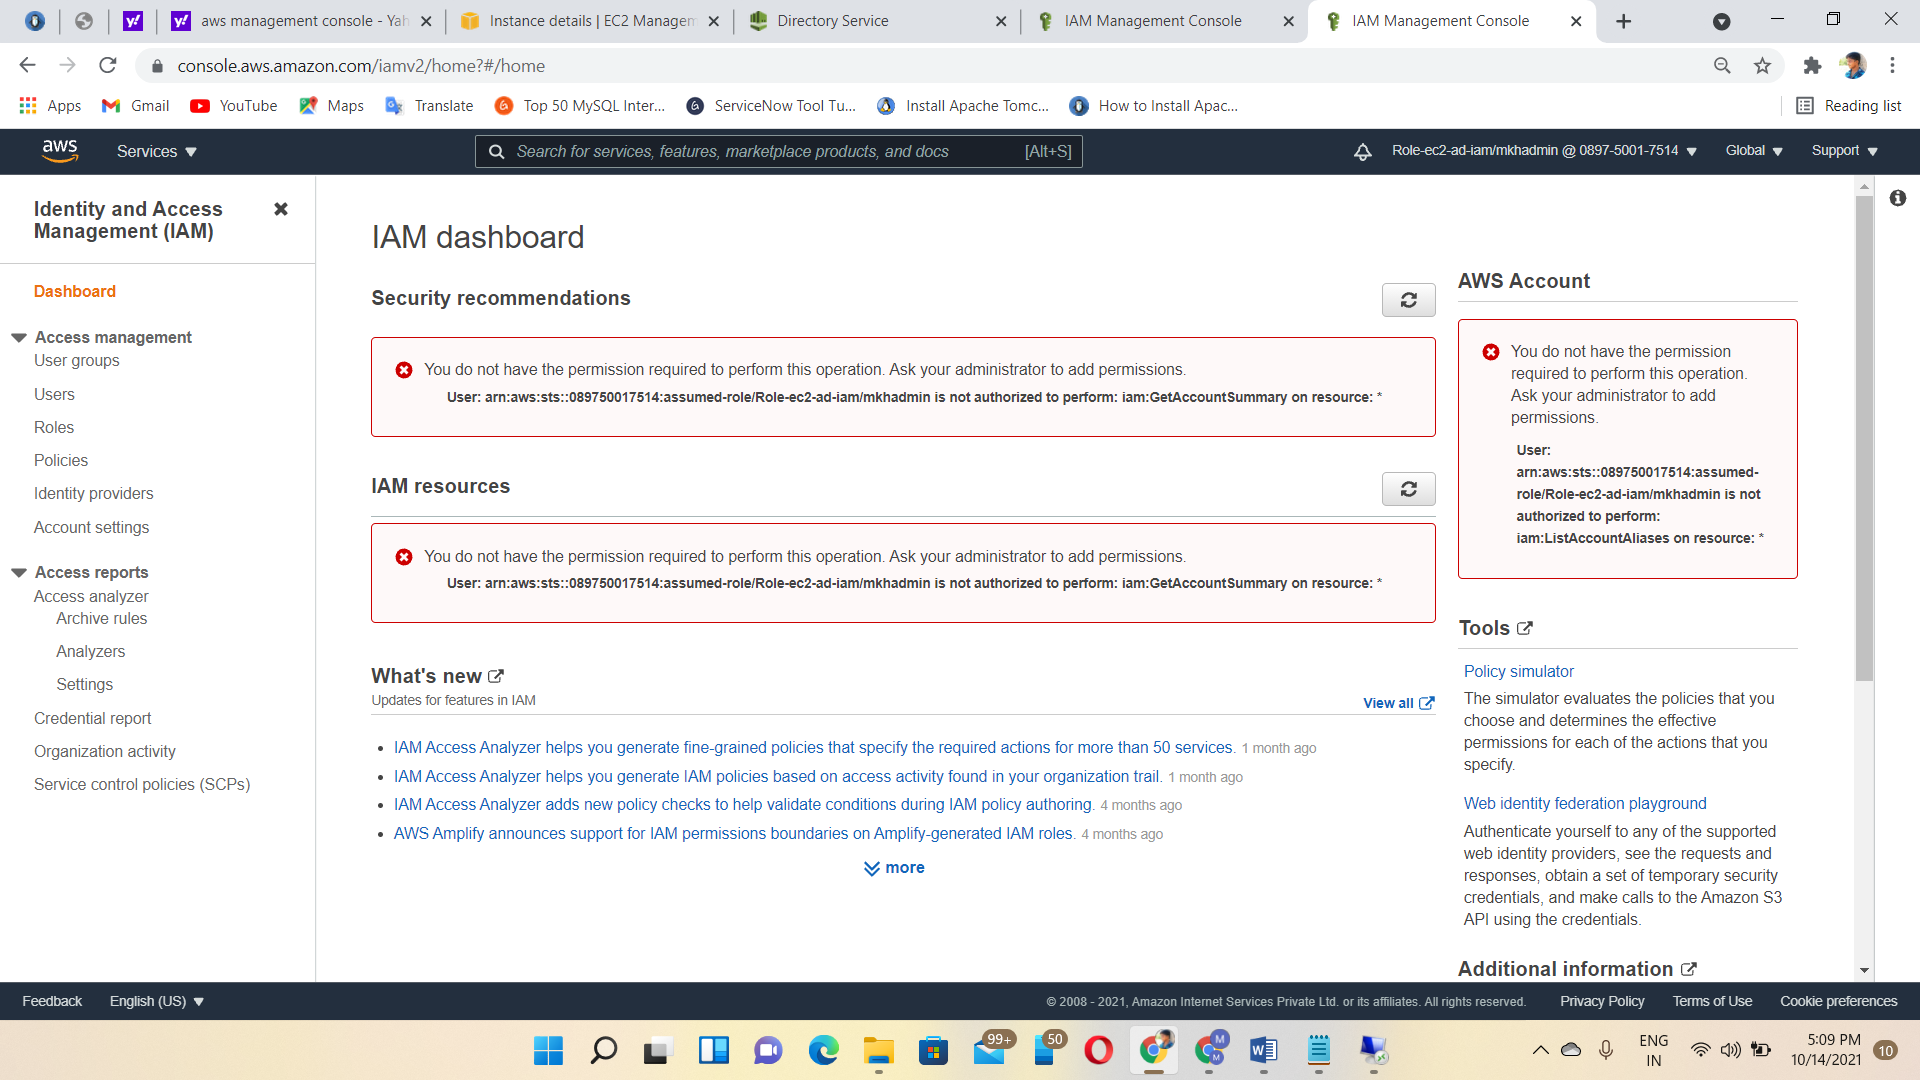 aws management console - Yah
Instance details | EC2 Managem
Directory Service
IAM Management Console
IAM Management Console
console.aws.amazon.com/iamv2/home?#/home
Apps
Gmail
YouTube
Maps
Translate
Top 50 MySQL Inter...
ServiceNow Tool Tu...
Install Apache Tomc...
How to Install Apac...
Reading list
aws
Services
Search for services, features, marketplace products, and docs
[Alt+S]
Role-ec2-ad-iam/mkhadmin @ 0897-5001-7514
Global
Support
Identity and Access
Management (IAM)
Dashboard
Access management
User groups
Users
Roles
Policies
Identity providers
Account settings
Access reports
Access analyzer
Archive rules
Analyzers
Settings
Credential report
Organization activity
Service control policies (SCPs)
IAM dashboard
Security recommendations
You do not have the permission required to perform this operation. Ask your administrator to add permissions.
User: arn:aws:sts::089750017514:assumed-role/Role-ec2-ad-iam/mkhadmin is not authorized to perform: iam:GetAccountSummary on resource: *
IAM resources
You do not have the permission required to perform this operation. Ask your administrator to add permissions.
User: arn:aws:sts::089750017514:assumed-role/Role-ec2-ad-iam/mkhadmin is not authorized to perform: iam:GetAccountSummary on resource: *
What's new
Updates for features in IAM
View all
IAM Access Analyzer helps you generate fine-grained policies that specify the required actions for more than 50 services. 1 month ago
IAM Access Analyzer helps you generate IAM policies based on access activity found in your organization trail. 1 month ago
IAM Access Analyzer adds new policy checks to help validate conditions during IAM policy authoring. 4 months ago
AWS Amplify announces support for IAM permissions boundaries on Amplify-generated IAM roles. 4 months ago
more
AWS Account
You do not have the permission
required to perform this operation.
Ask your administrator to add
permissions.
User:
arn:aws:sts::089750017514:assumed-
role/Role-ec2-ad-iam/mkhadmin is not
authorized to perform:
iam:ListAccountAliases on resource: *
Tools
Policy simulator
The simulator evaluates the policies that you
choose and determines the effective
permissions for each of the actions that you
specify.
Web identity federation playground
Authenticate yourself to any of the supported
web identity providers, see the requests and
responses, obtain a set of temporary security
credentials, and make calls to the Amazon S3
API using the credentials.
Additional information
Feedback
English (US)
© 2008 - 2021, Amazon Internet Services Private Ltd. or its affiliates. All rights reserved.
Privacy Policy
Terms of Use
Cookie preferences
99+
50
M
M
ENG
IN
5:09 PM
10/14/2021
10